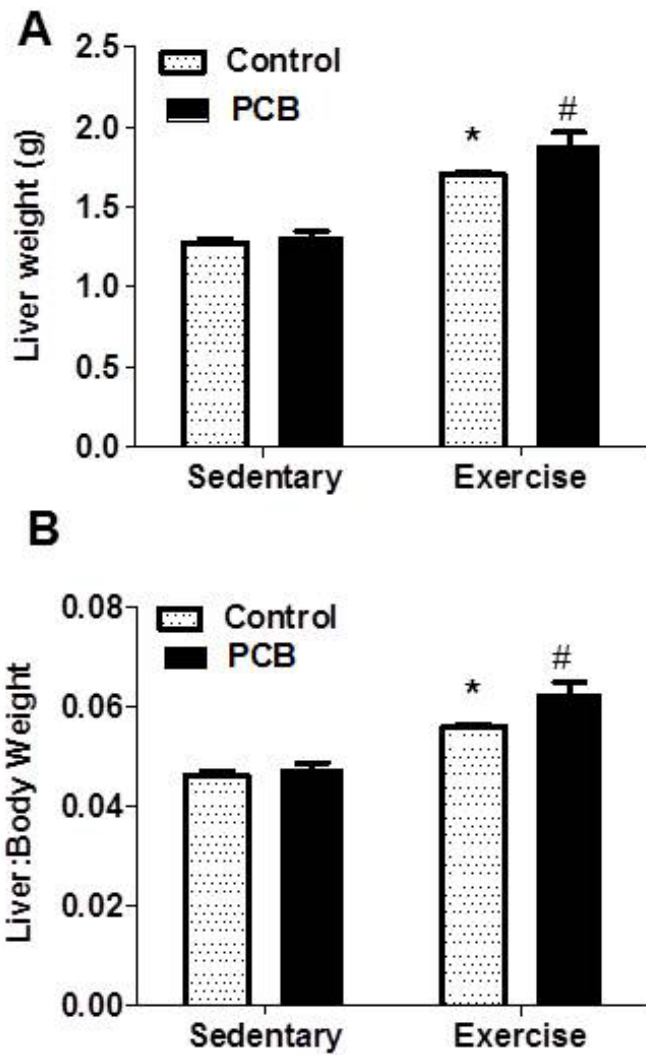 A
Liver weight (g)
2.5
2.0
1.5
1.0
0.5
0.0
Control
PCB
*
#
Sedentary
Exercise
B
Liver:Body Weight
0.08
0.06
0.04
0.02
0.00
Control
PCB
*
#
Sedentary
Exercise